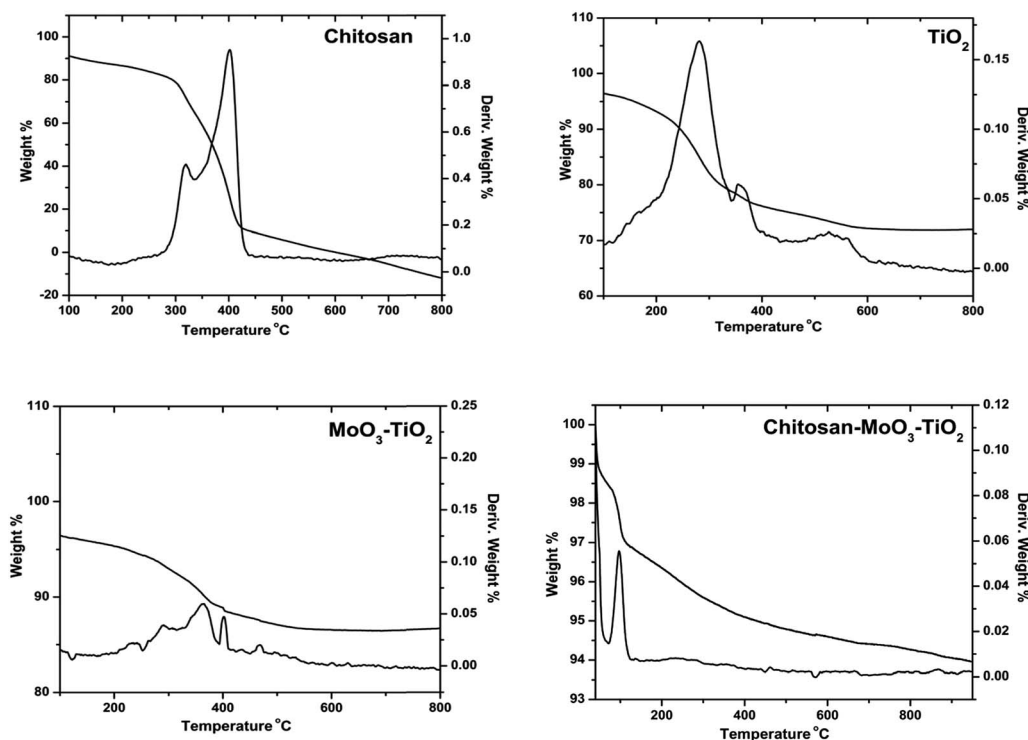 Chitosan
100
80
60
40
20
0
-20
Weight %
1.0
0.8
0.6
0.4
0.2
0.0
Deriv. Weight %
100 200 300 400 500 600 700 800
Temperature °C
TiO2
110
100
90
80
70
60
Weight %
0.15
0.10
0.05
0.00
Deriv. Weight %
200 400 600 800
Temperature °C
MoO3-TiO2
110
100
90
80
Weight %
0.25
0.20
0.15
0.10
0.05
0.00
Deriv. Weight %
200 400 600 800
Temperature °C
Chitosan-MoO3-TiO2
100
99
98
97
96
95
94
93
Weight %
0.12
0.10
0.08
0.06
0.04
0.02
0.00
Deriv. Weight %
200 400 600 800
Temperature °C